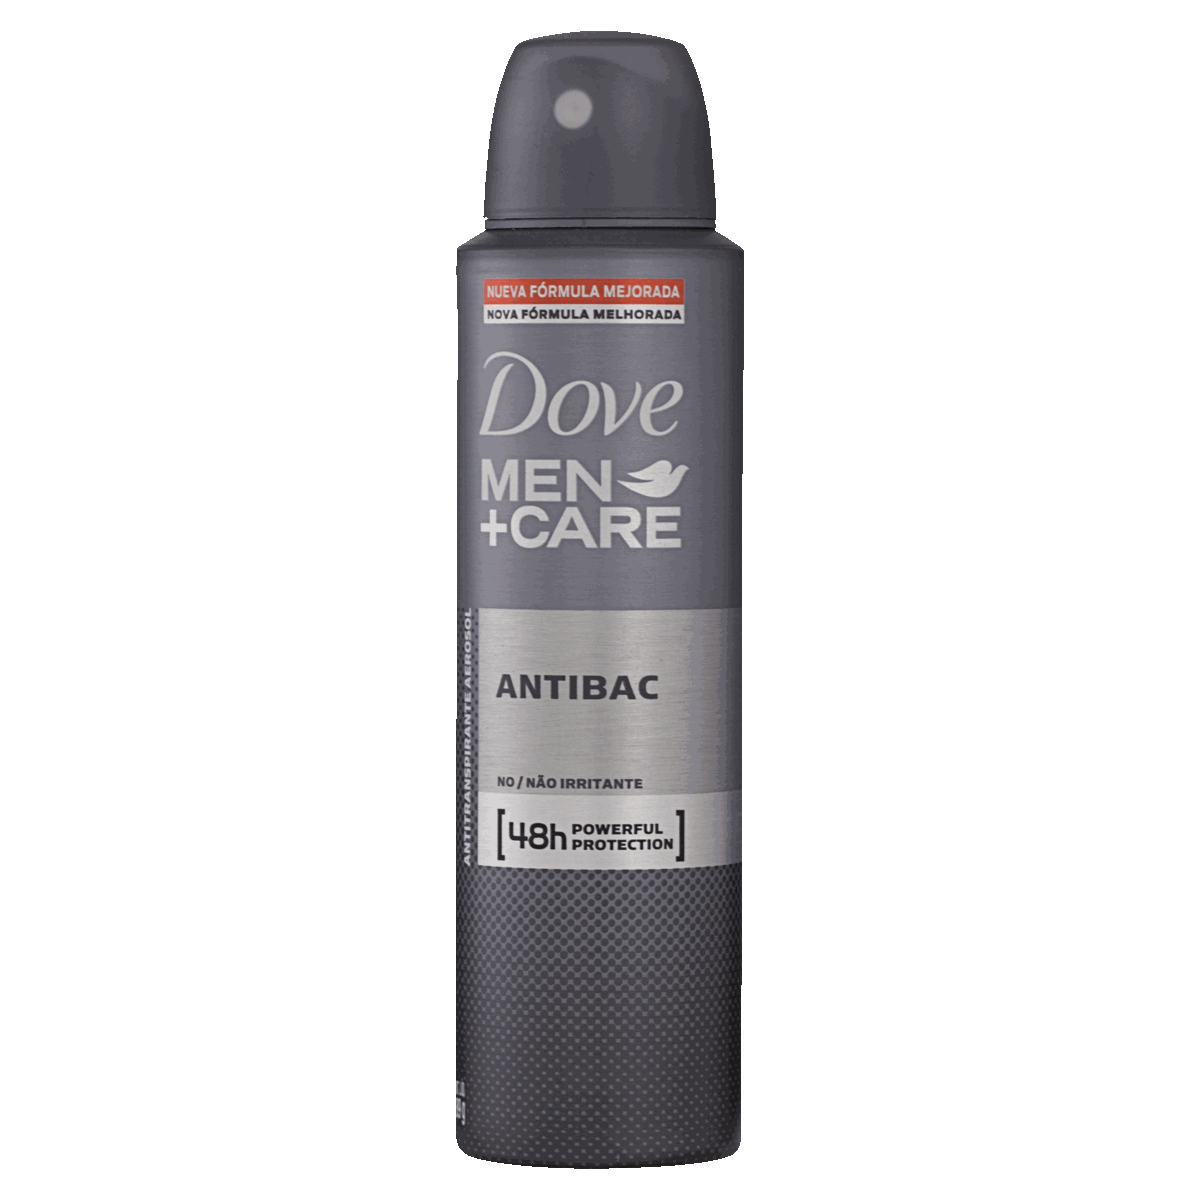 NUEVA FÓRMULA MEJORADA
NOVA FÓRMULA MELHORADA
Dove
MEN
+CARE
ANTITRANSPIRANTE AEROSOL
ANTIBAC
NO / NÃO IRRITANTE
[48h POWERFUL
PROTECTION]